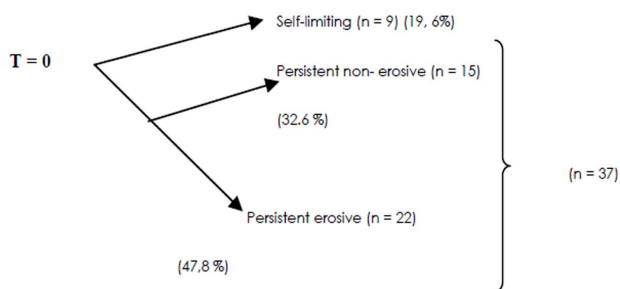 Self-limiting (n = 9) (19, 6%)
T = 0
Persistent non- erosive (n = 15)
(32.6 %)
(n = 37)
Persistent erosive (n = 22)
(47,8 %)